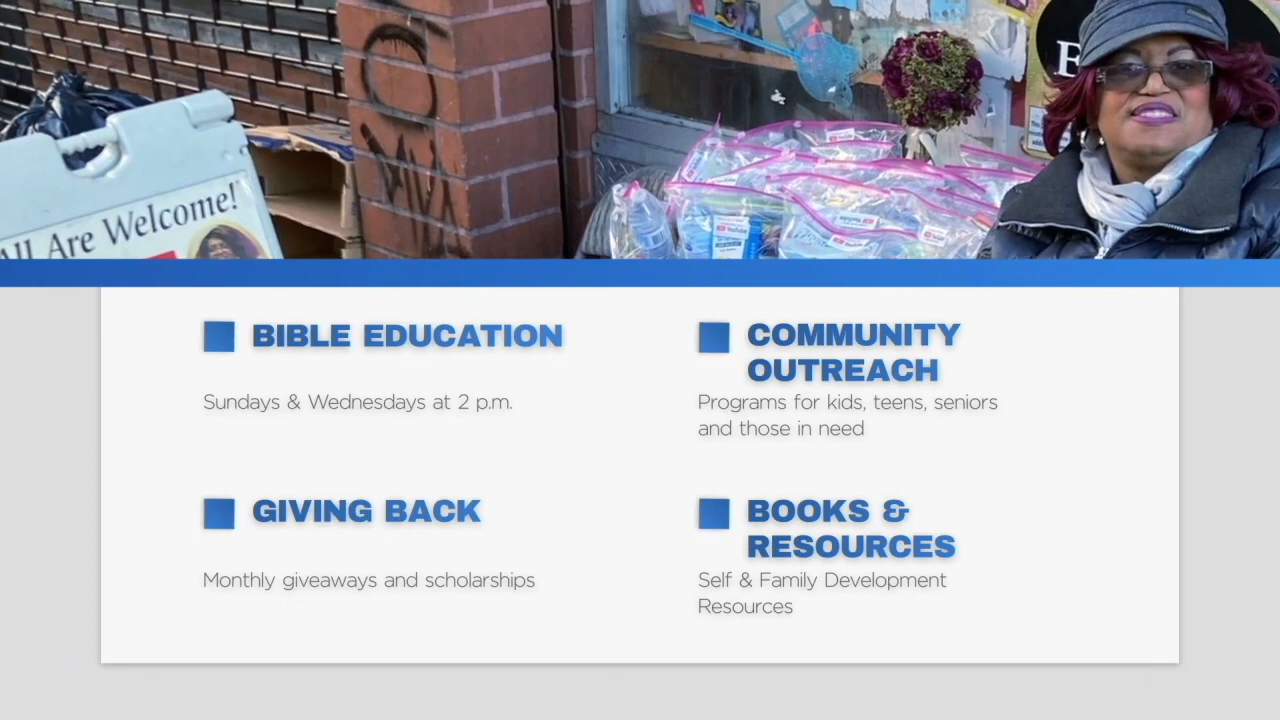 All Are Welcome!
E
BIBLE EDUCATION
Sundays & Wednesdays at 2 p.m.
COMMUNITY
OUTREACH
Programs for kids, teens, seniors
and those in need
GIVING BACK
Monthly giveaways and scholarships
BOOKS &
RESOURCES
Self & Family Development
Resources